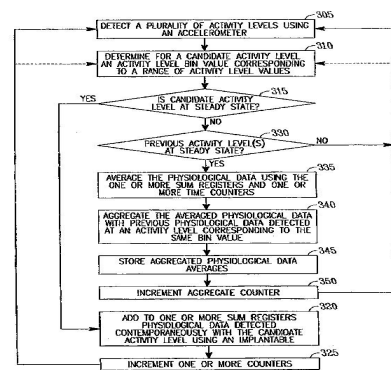 305
DETECT A PLURALITY OF ACTIVITY LEVELS USING
AN ACCELEROMETER
310
DETERMINE FOR A CANDIDATE ACTIVITY LEVEL
AN ACTIVITY LEVEL BIN VALUE CORRESPONDING
TO A RANGE OF ACTIVITY LEVEL VALUES
315
YES
IS CANDIDATE ACTIVITY
LEVEL AT STEADY STATE?
NO
330
PREVIOUS ACTIVITY LEVEL(S)
AT STEADY STATE?
NO
YES
335
AVERAGE THE PHYSIOLOGICAL DATA USING THE
ONE OR MORE SUM REGISTERS AND ONE OR
MORE TIME COUNTERS
340
AGGREGATE THE AVERAGED PHYSIOLOGICAL DATA
WITH PREVIOUS PHYSIOLOGICAL DATA DETECTED
AT AN ACTIVITY LEVEL CORRESPONDING TO THE
SAME BIN VALUE
345
STORE AGGREGATED PHYSIOLOGICAL DATA
AVERAGES
350
INCREMENT AGGREGATE COUNTER
320
ADD TO ONE OR MORE SUM REGISTERS
PHYSIOLOGICAL DATA DETECTED
CONTEMPORANEOUSLY WITH THE CANDIDATE
ACTIVITY LEVEL USING AN IMPLANTABLE
325
INCREMENT ONE OR MORE COUNTERS